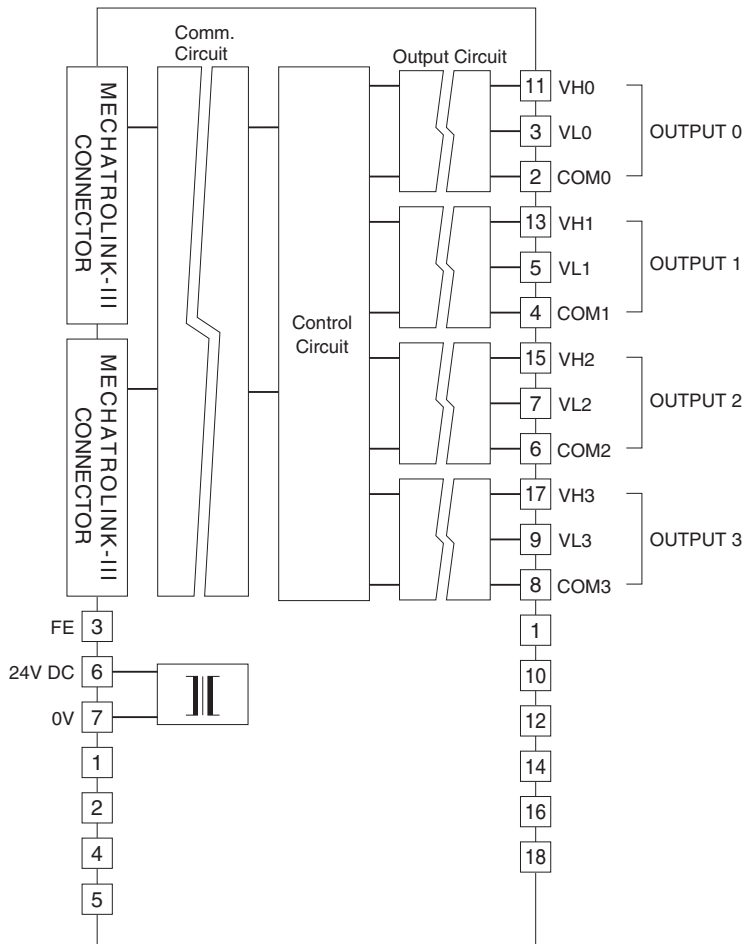 Comm.
Circuit
MECHATROLINK-III
CONNECTOR
MECHATROLINK-III
CONNECTOR
Control
Circuit
Output Circuit
11 VH0
3 VL0
2 COM0
OUTPUT 0
13 VH1
5 VL1
4 COM1
OUTPUT 1
15 VH2
7 VL2
6 COM2
OUTPUT 2
17 VH3
9 VL3
8 COM3
OUTPUT 3
FE 3
24V DC 6
0V 7
1
2
4
5
1
10
12
14
16
18